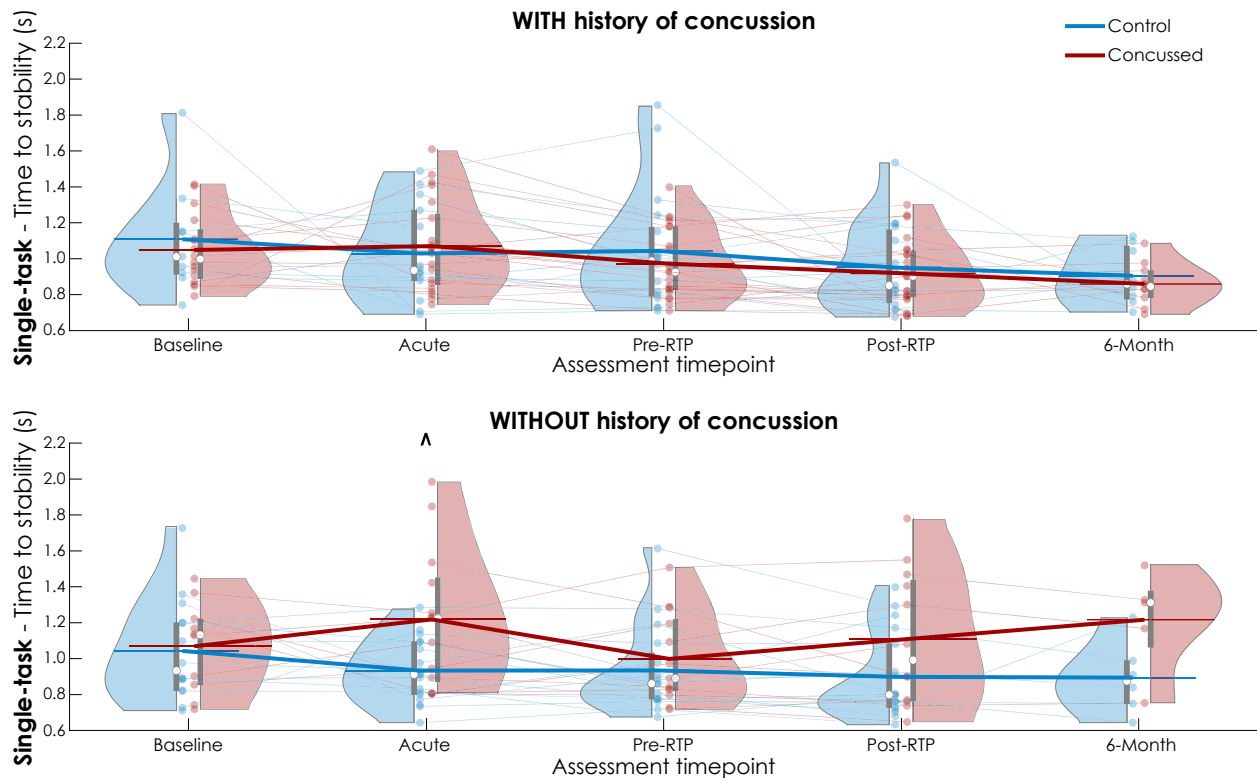 WITH history of concussion
Control
Concussed
Single-task - Time to stability (s)
2.2
2.0
1.8
1.6
1.4
1.2
1.0
0.8
0.6
Baseline Acute Pre-RTP Post-RTP 6-Month
Assessment timepoint
WITHOUT history of concussion
^
Single-task - Time to stability (s)
2.2
2.0
1.8
1.6
1.4
1.2
1.0
0.8
0.6
Baseline Acute Pre-RTP Post-RTP 6-Month
Assessment timepoint